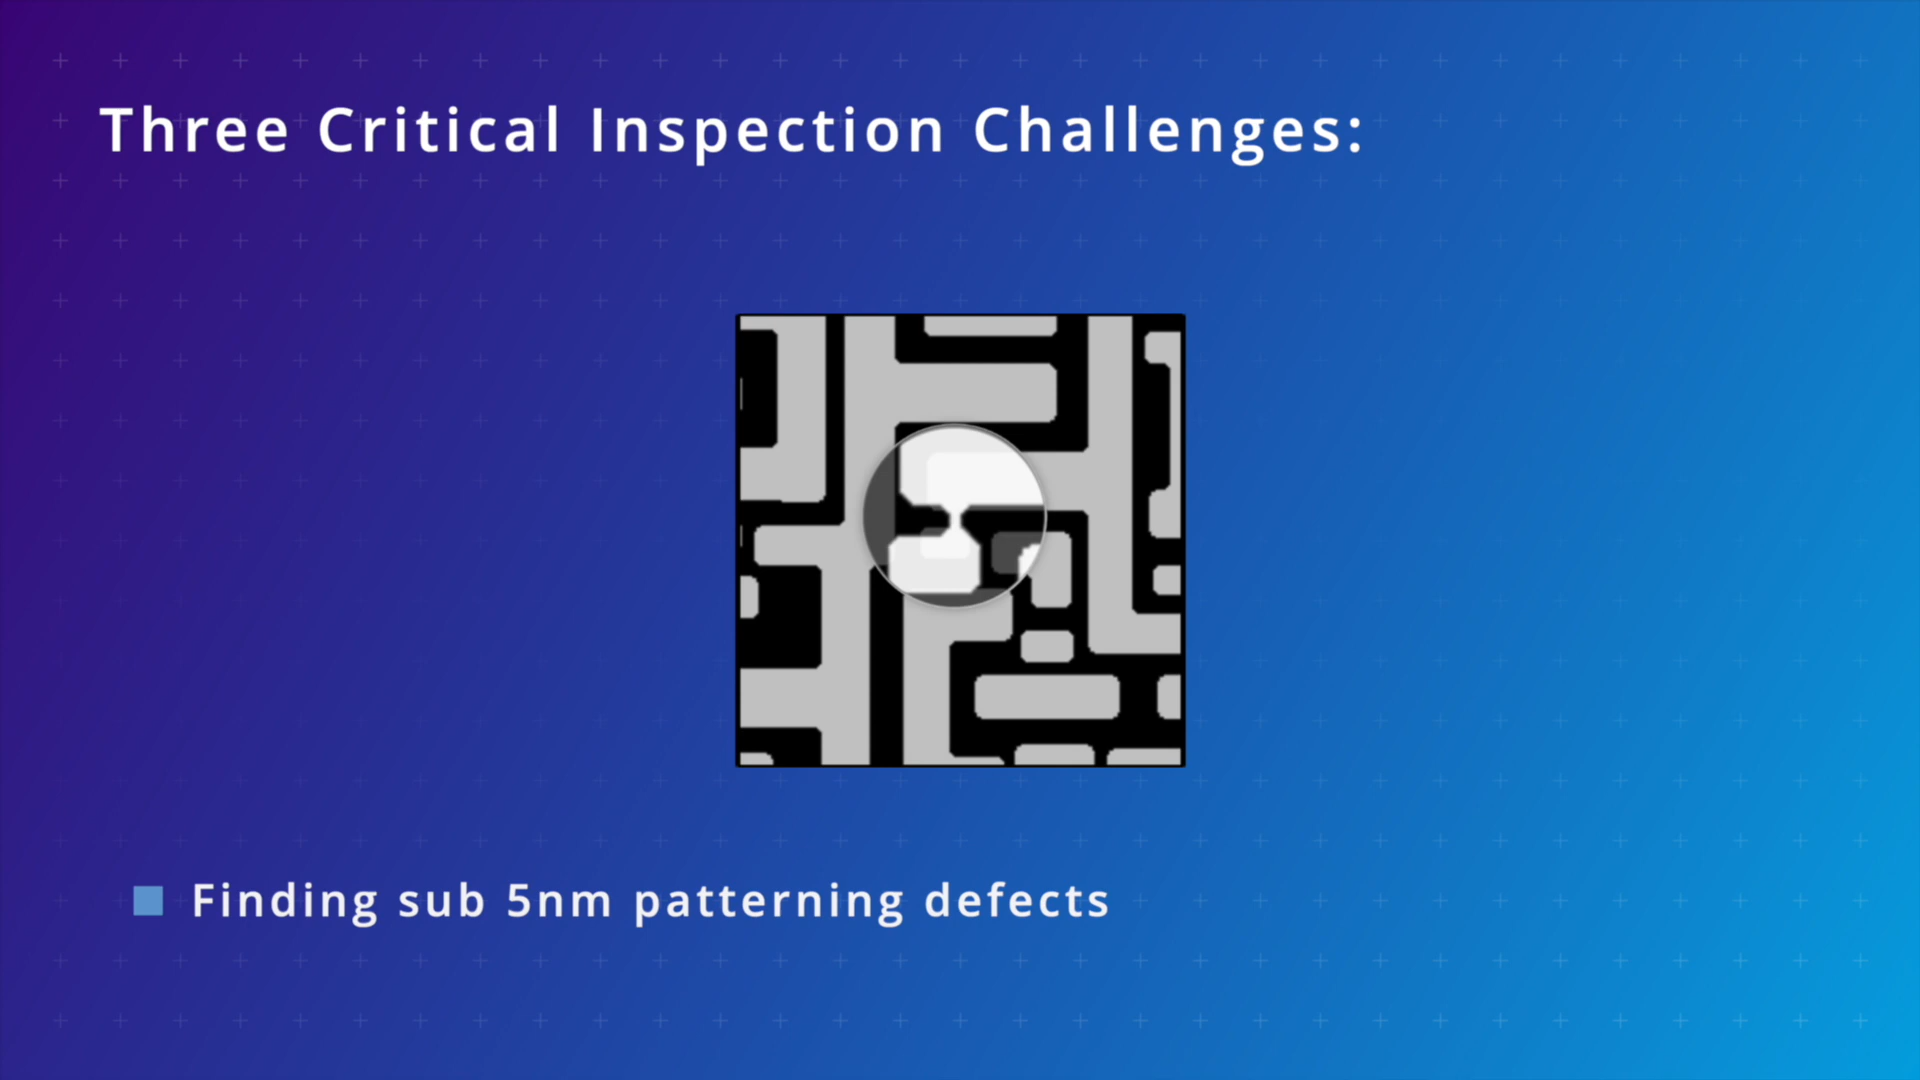 Three Critical Inspection Challenges:
Finding sub 5nm patterning defects